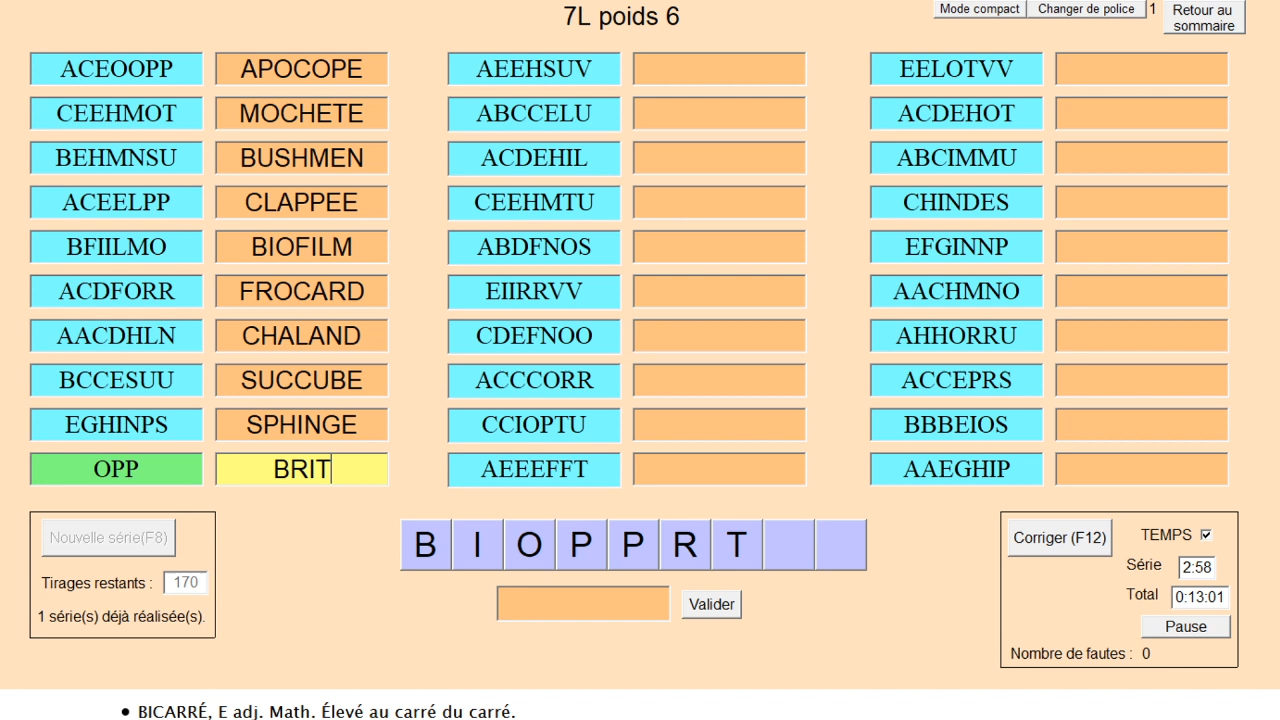 7L poids 6
Mode compact Changer de police 1 Retour au sommaire
ACEOOPP APOCOPE AEEHSUV EELOTVV
CEEHMOT MOCHETE ABCCELU ACDEHOT
BEHMNSU BUSHMEN ACDEHIL ABCIMMU
ACEELPP CLAPPEE CEEHMTU CHINDES
BFIILMO BIOFILM ABDFNOS EFGINNP
ACDFORR FROCARD EIIRRVV AACHMNO
AACDHLN CHALAND CDEFNOO AHHORRU
BCCESUU SUCCUBE ACCCORR ACCEPRS
EGHINPS SPHINGE CCIOPTU BBBEIOS
OPP BRIT AEEEFFT AAEGHIP
Nouvelle série(F8)
Tirages restants : 170
1 série(s) déjà réalisée(s).
B I O P P R T
Valider
Corriger (F12) TEMPS
Série 2:58
Total 0:13:01
Pause
Nombre de fautes : 0
• BICARRÉ, E adj. Math. Élevé au carré du carré.